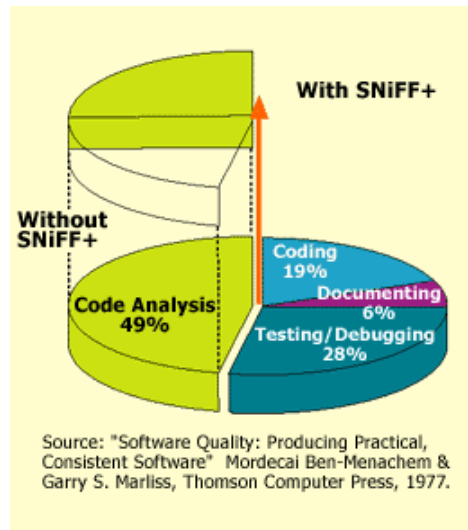 With SNiFF+
Without
SNiFF+
Coding
19%
Documenting
6%
Code Analysis
49%
Testing/Debugging
28%
Source: "Software Quality: Producing Practical,
Consistent Software"  Mordecai Ben-Menachem &
Garry S. Marliss, Thomson Computer Press, 1977.